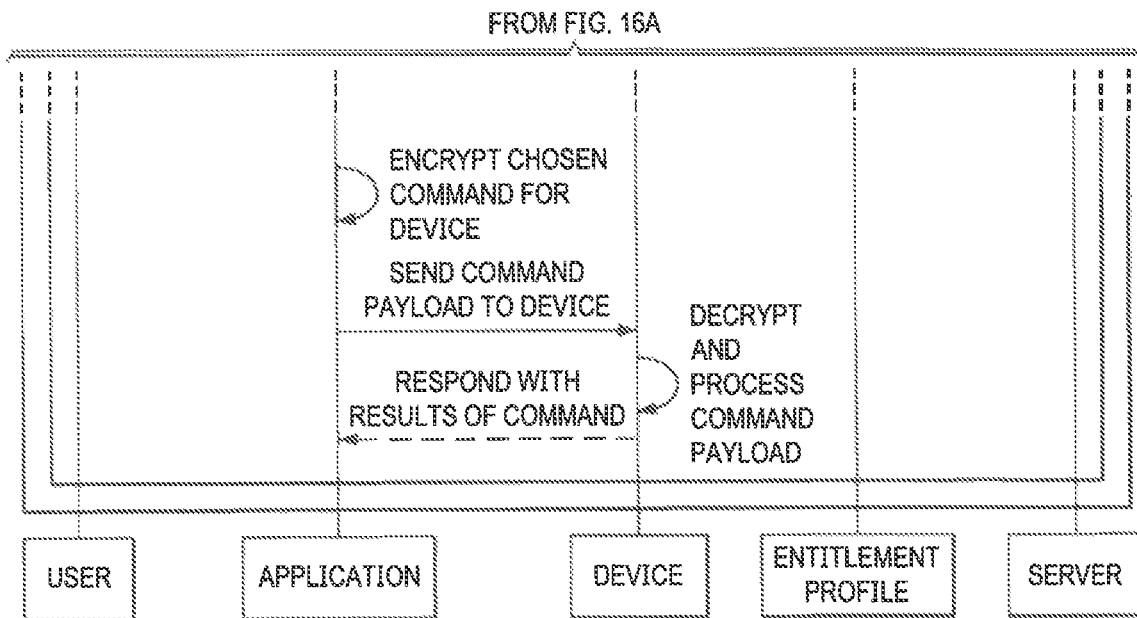 FROM FIG. 16A
ENCRYPT CHOSEN
COMMAND FOR
DEVICE
SEND COMMAND
PAYLOAD TO DEVICE
DECRYPT
AND
PROCESS
COMMAND
PAYLOAD
RESPOND WITH
RESULTS OF COMMAND
USER
APPLICATION
DEVICE
ENTITLEMENT
PROFILE
SERVER